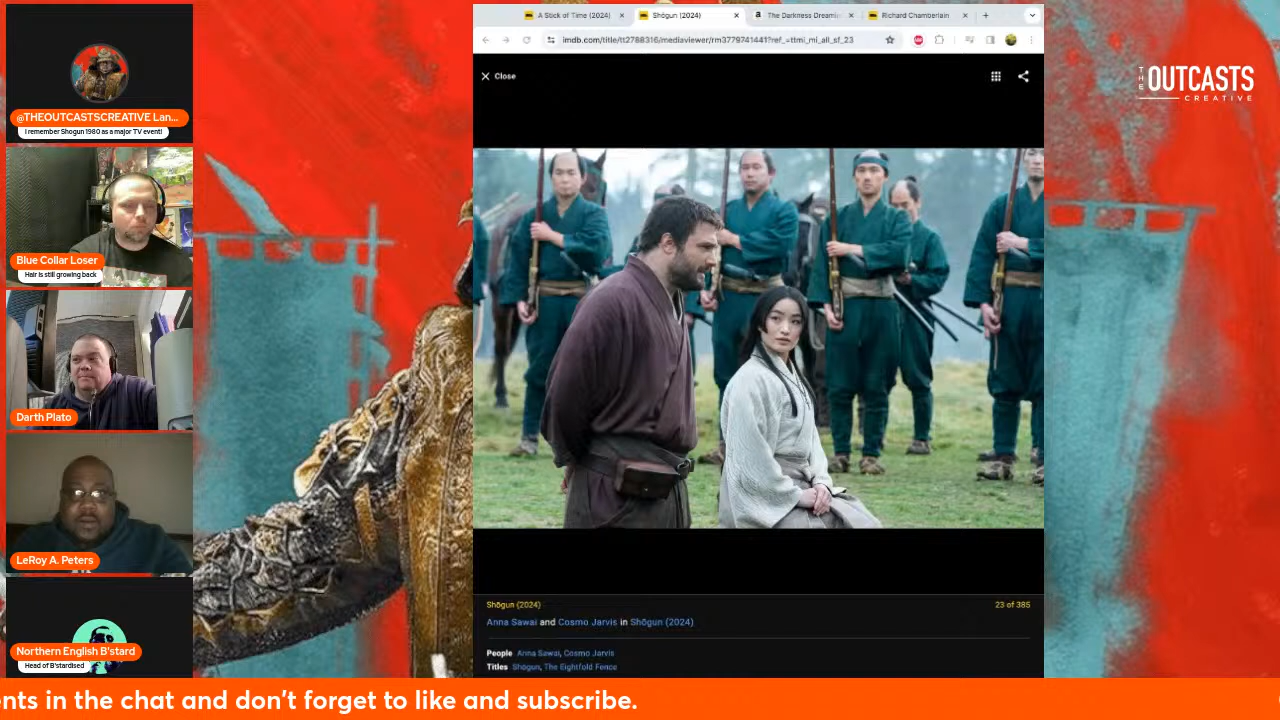 @THEOUTCASTSCREATIVE Lan...
I remember Shogun 1980 as a major TV event!
Blue Collar Loser
Hair is still growing back
Darth Plato
LeRoy A. Peters
Northern English B'stard
Head of B'stardised
A Stick of Time (2024)
Shōgun (2024)
The Darkness Dreamin
Richard Chamberlain
imdb.com/title/tt2788316/mediaviewer/rm3779741441?ref_=ttmi_mi_all_sf_23
Close
Shōgun (2024)
23 of 385
Anna Sawai and Cosmo Jarvis in Shōgun (2024)
People Anna Sawai, Cosmo Jarvis
Titles Shōgun, The Eightfold Fence
THE OUTCASTS
CREATIVE
ents in the chat and don't forget to like and subscribe.